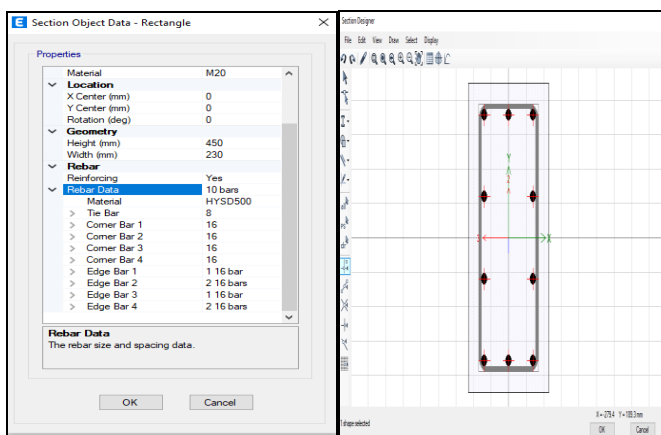 E Section Object Data - Rectangle
Properties
Material M20
Location
X Center (mm) 0
Y Center (mm) 0
Rotation (deg) 0
Geometry
Height (mm) 450
Width (mm) 230
Rebar
Reinforcing Yes
Rebar Data 10 bars
Material HYSD500
Tie Bar 8
Corner Bar 1 16
Corner Bar 2 16
Corner Bar 3 16
Corner Bar 4 16
Edge Bar 1 1 16 bar
Edge Bar 2 2 16 bars
Edge Bar 3 1 16 bar
Edge Bar 4 2 16 bars
Rebar Data
The rebar size and spacing data.
OK Cancel
Section Designer
File Edit View Draw Select Display
Y
X
1 shape selected
OK Cancel